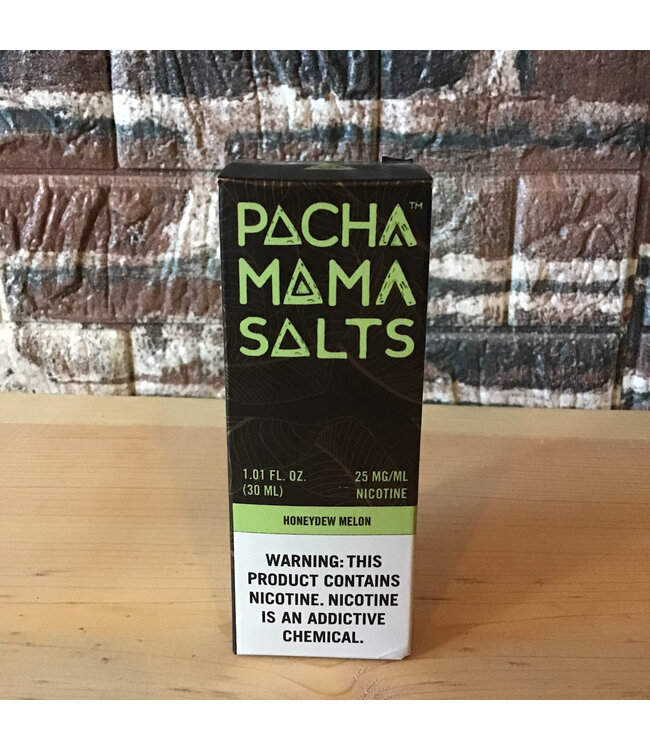 PACHA™
MAMA
SALTS
1.01 FL. OZ.
(30 ML)
25 MG/ML
NICOTINE
HONEYDEW MELON
WARNING: THIS
PRODUCT CONTAINS
NICOTINE. NICOTINE
IS AN ADDICTIVE
CHEMICAL.